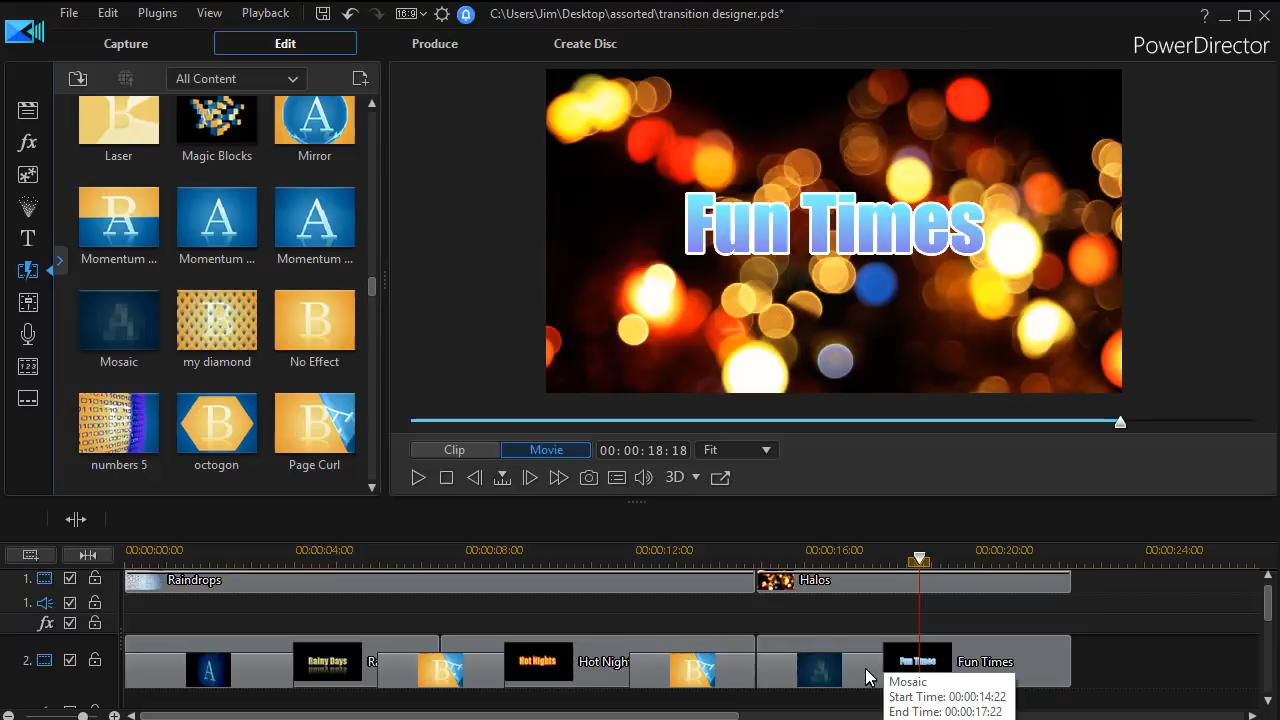 File Edit Plugins View Playback 16:9 C:\Users\Jim\Desktop\assorted\transition designer.pds* ?
Capture Edit Produce Create Disc PowerDirector
All Content
Laser Magic Blocks Mirror
Momentum ... Momentum ... Momentum ...
Mosaic my diamond No Effect
numbers 5 octogon Page Curl
Fun Times
Clip Movie 00:00:18:18 Fit
3D
00:00:00:00 00:00:04:00 00:00:08:00 00:00:12:00 00:00:16:00 00:00:20:00 00:00:24:00
1. Raindrops Halos
1.
fx
2. Rainy Days Hot Nights Hot Nigh Fun Times Fun Times
Mosaic
Start Time: 00:00:14:22
End Time: 00:00:17:22